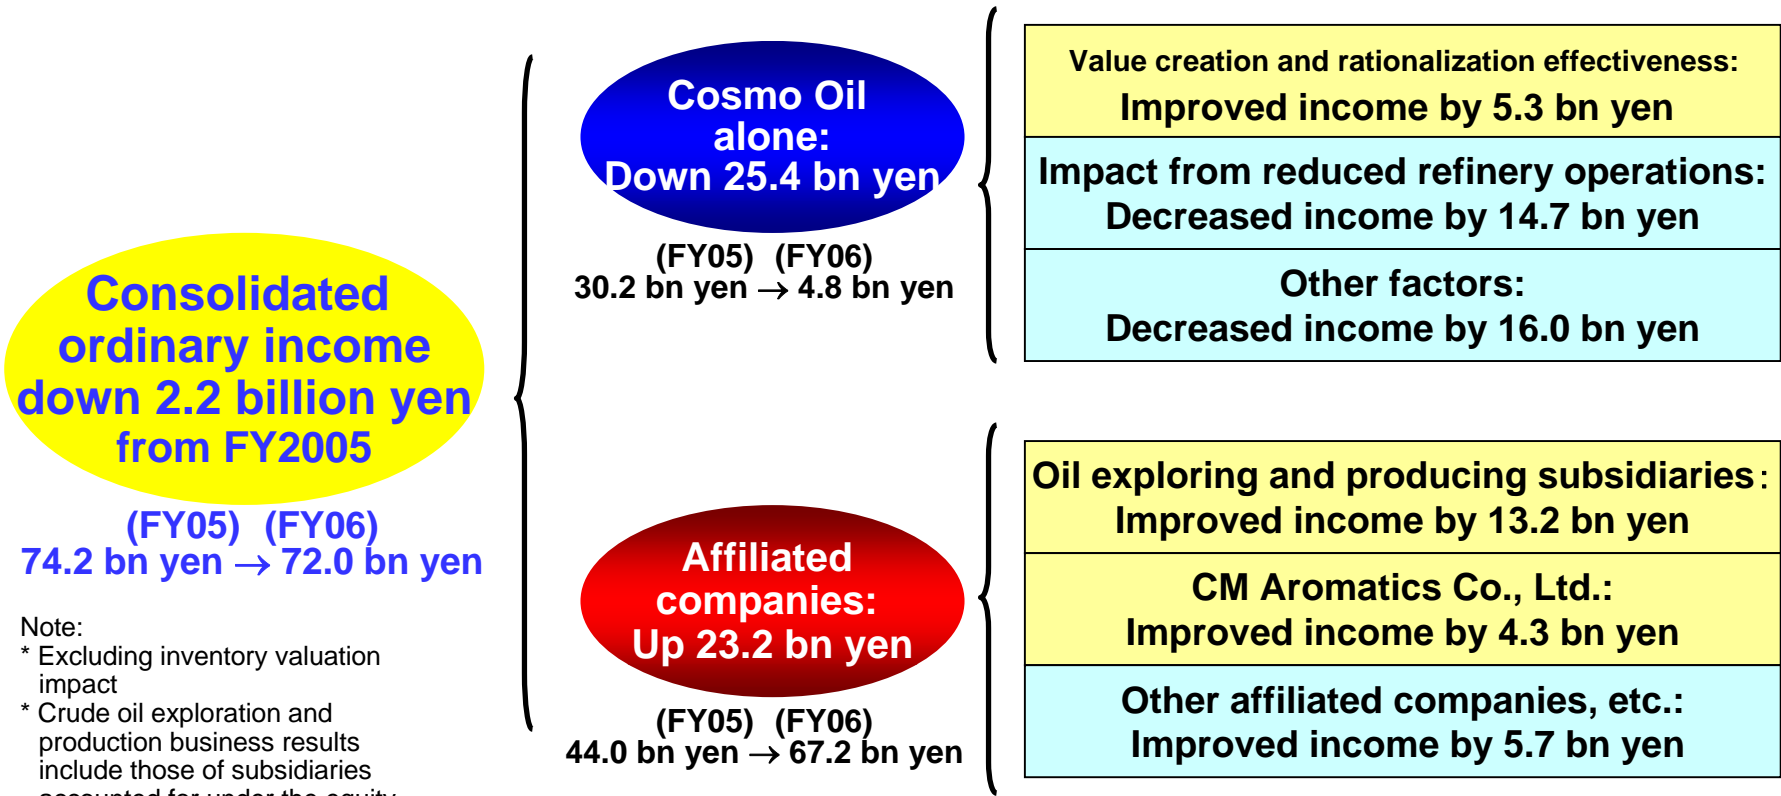 Consolidated
ordinary income
down 2.2 billion yen
from FY2005
(FY05) (FY06)
74.2 bn yen → 72.0 bn yen
Note:
* Excluding inventory valuation
impact
* Crude oil exploration and
production business results
include those of subsidiaries
accounted for under the equity
Cosmo Oil
alone:
Down 25.4 bn yen
(FY05) (FY06)
30.2 bn yen → 4.8 bn yen
Value creation and rationalization effectiveness:
Improved income by 5.3 bn yen
Impact from reduced refinery operations:
Decreased income by 14.7 bn yen
Other factors:
Decreased income by 16.0 bn yen
Affiliated
companies:
Up 23.2 bn yen
(FY05) (FY06)
44.0 bn yen → 67.2 bn yen
Oil exploring and producing subsidiaries:
Improved income by 13.2 bn yen
CM Aromatics Co., Ltd.:
Improved income by 4.3 bn yen
Other affiliated companies, etc.:
Improved income by 5.7 bn yen